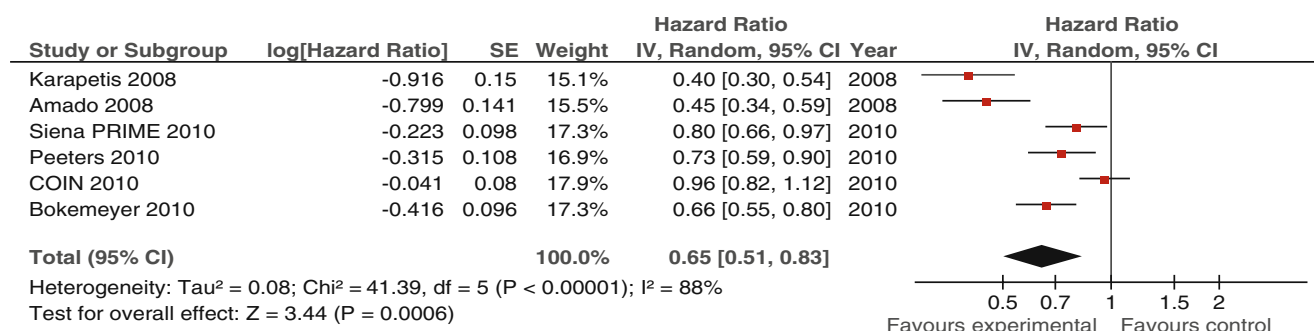 Hazard Ratio Hazard Ratio
Study or Subgroup log[Hazard Ratio] SE Weight IV, Random, 95% CI Year IV, Random, 95% CI
Karapetis 2008 -0.916 0.15 15.1% 0.40 [0.30, 0.54] 2008
Amado 2008 -0.799 0.141 15.5% 0.45 [0.34, 0.59] 2008
Siena PRIME 2010 -0.223 0.098 17.3% 0.80 [0.66, 0.97] 2010
Peeters 2010 -0.315 0.108 16.9% 0.73 [0.59, 0.90] 2010
COIN 2010 -0.041 0.08 17.9% 0.96 [0.82, 1.12] 2010
Bokemeyer 2010 -0.416 0.096 17.3% 0.66 [0.55, 0.80] 2010
Total (95% CI) 100.0% 0.65 [0.51, 0.83]
Heterogeneity: Tau² = 0.08; Chi² = 41.39, df = 5 (P < 0.00001); I² = 88%
Test for overall effect: Z = 3.44 (P = 0.0006)
0.5 0.7 1 1.5 2
Favours experimental Favours control